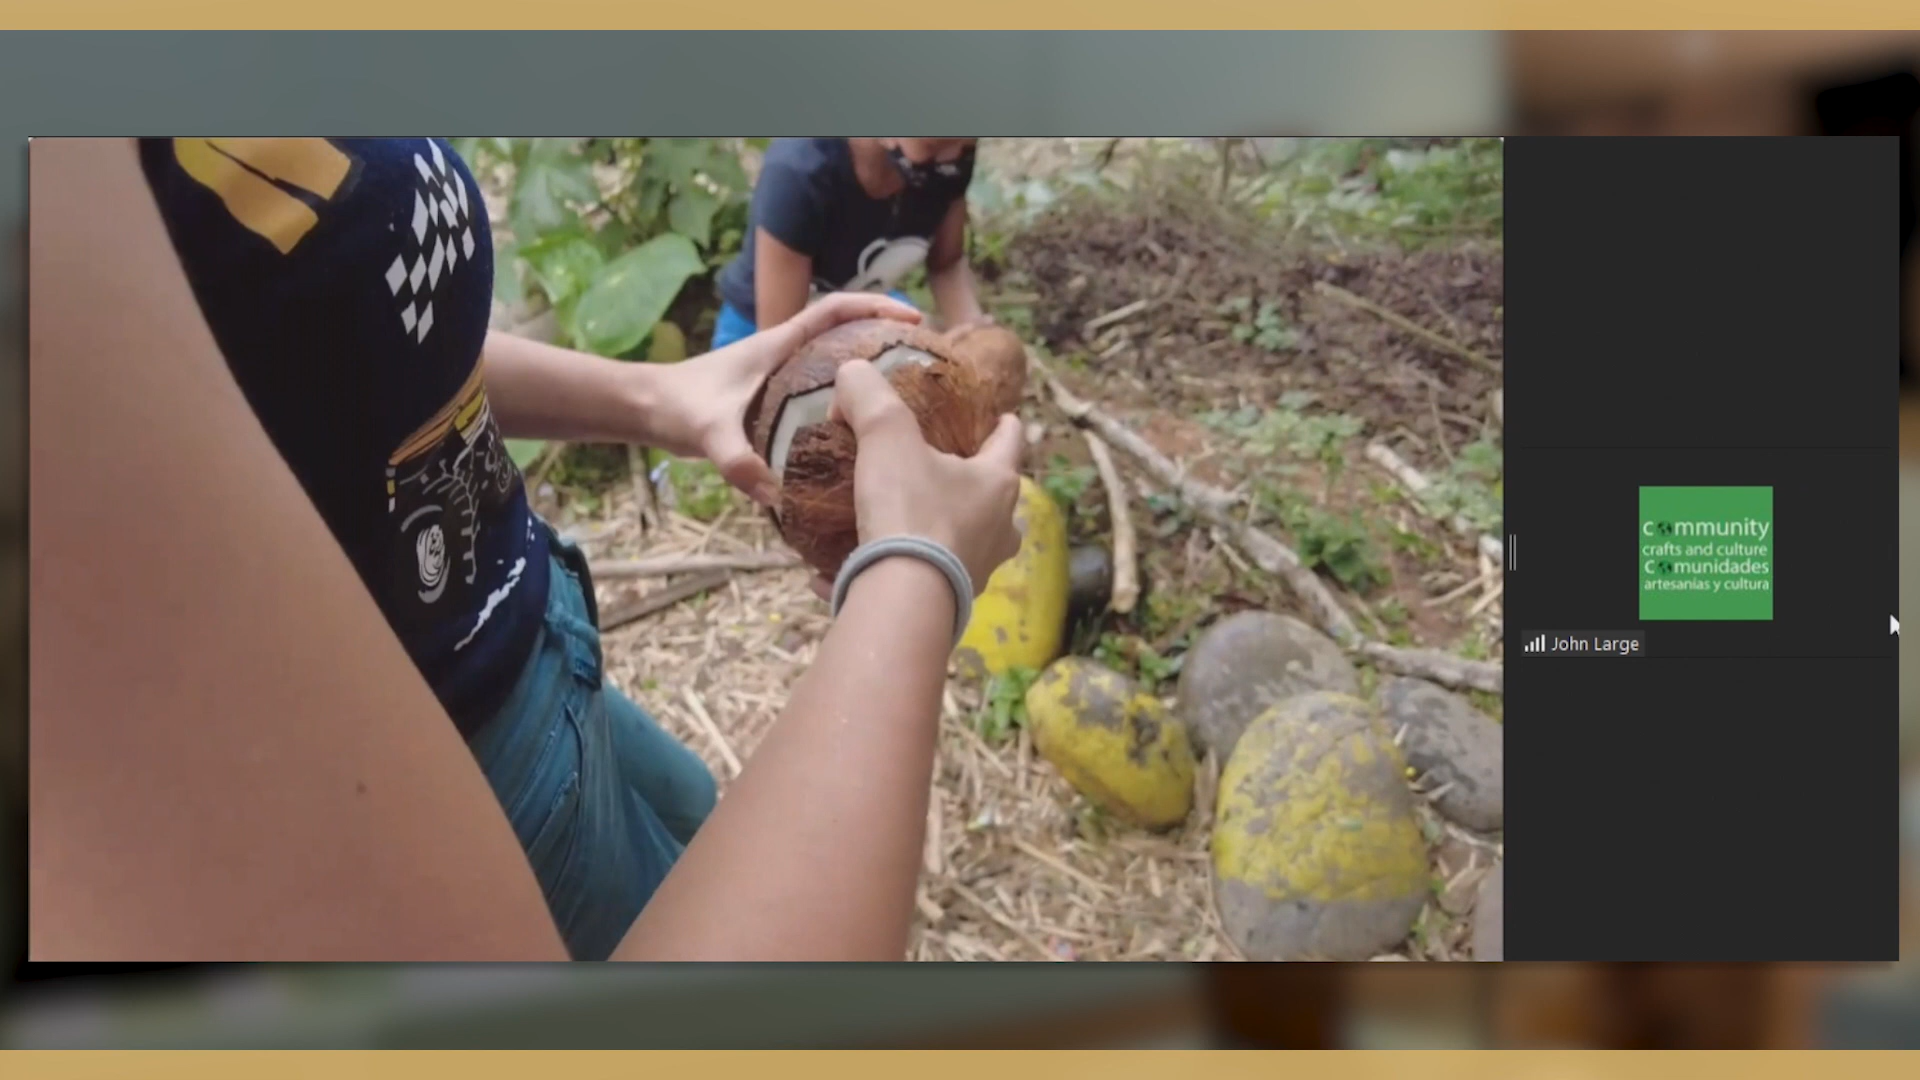 community
crafts and culture
comunidades
artesanías y cultura
John Large